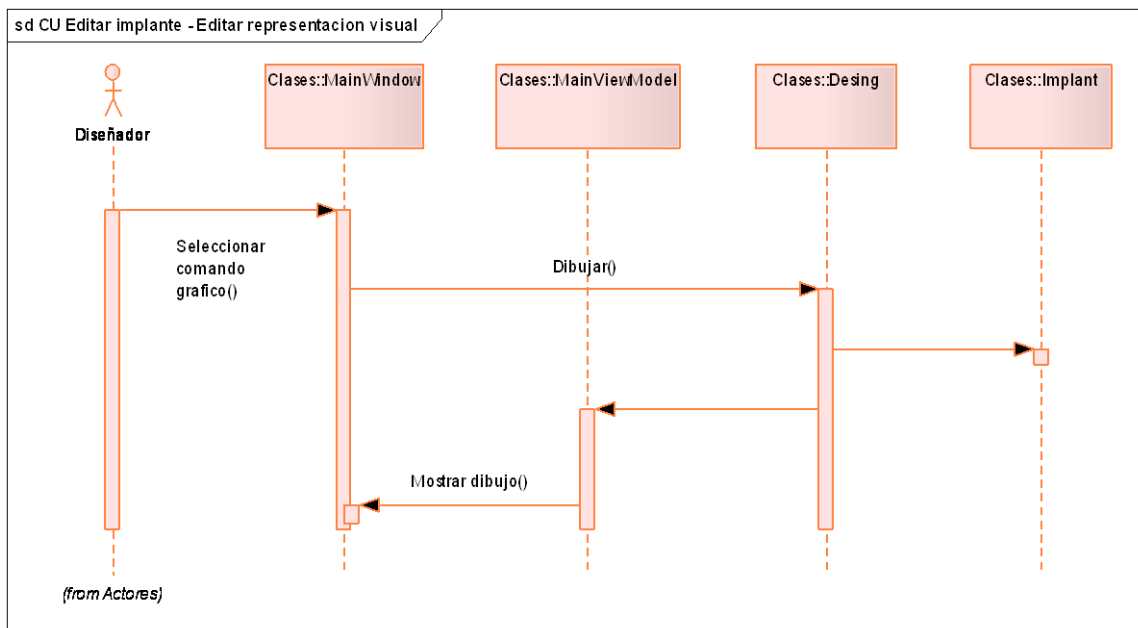 sd CU Editar implante - Editar representacion visual
Clases::MainWindow
Clases::MainViewModel
Clases::Desing
Clases::Implant
Diseñador
Seleccionar
comando
grafico()
Dibujar()
Mostrar dibujo()
(from Actores)